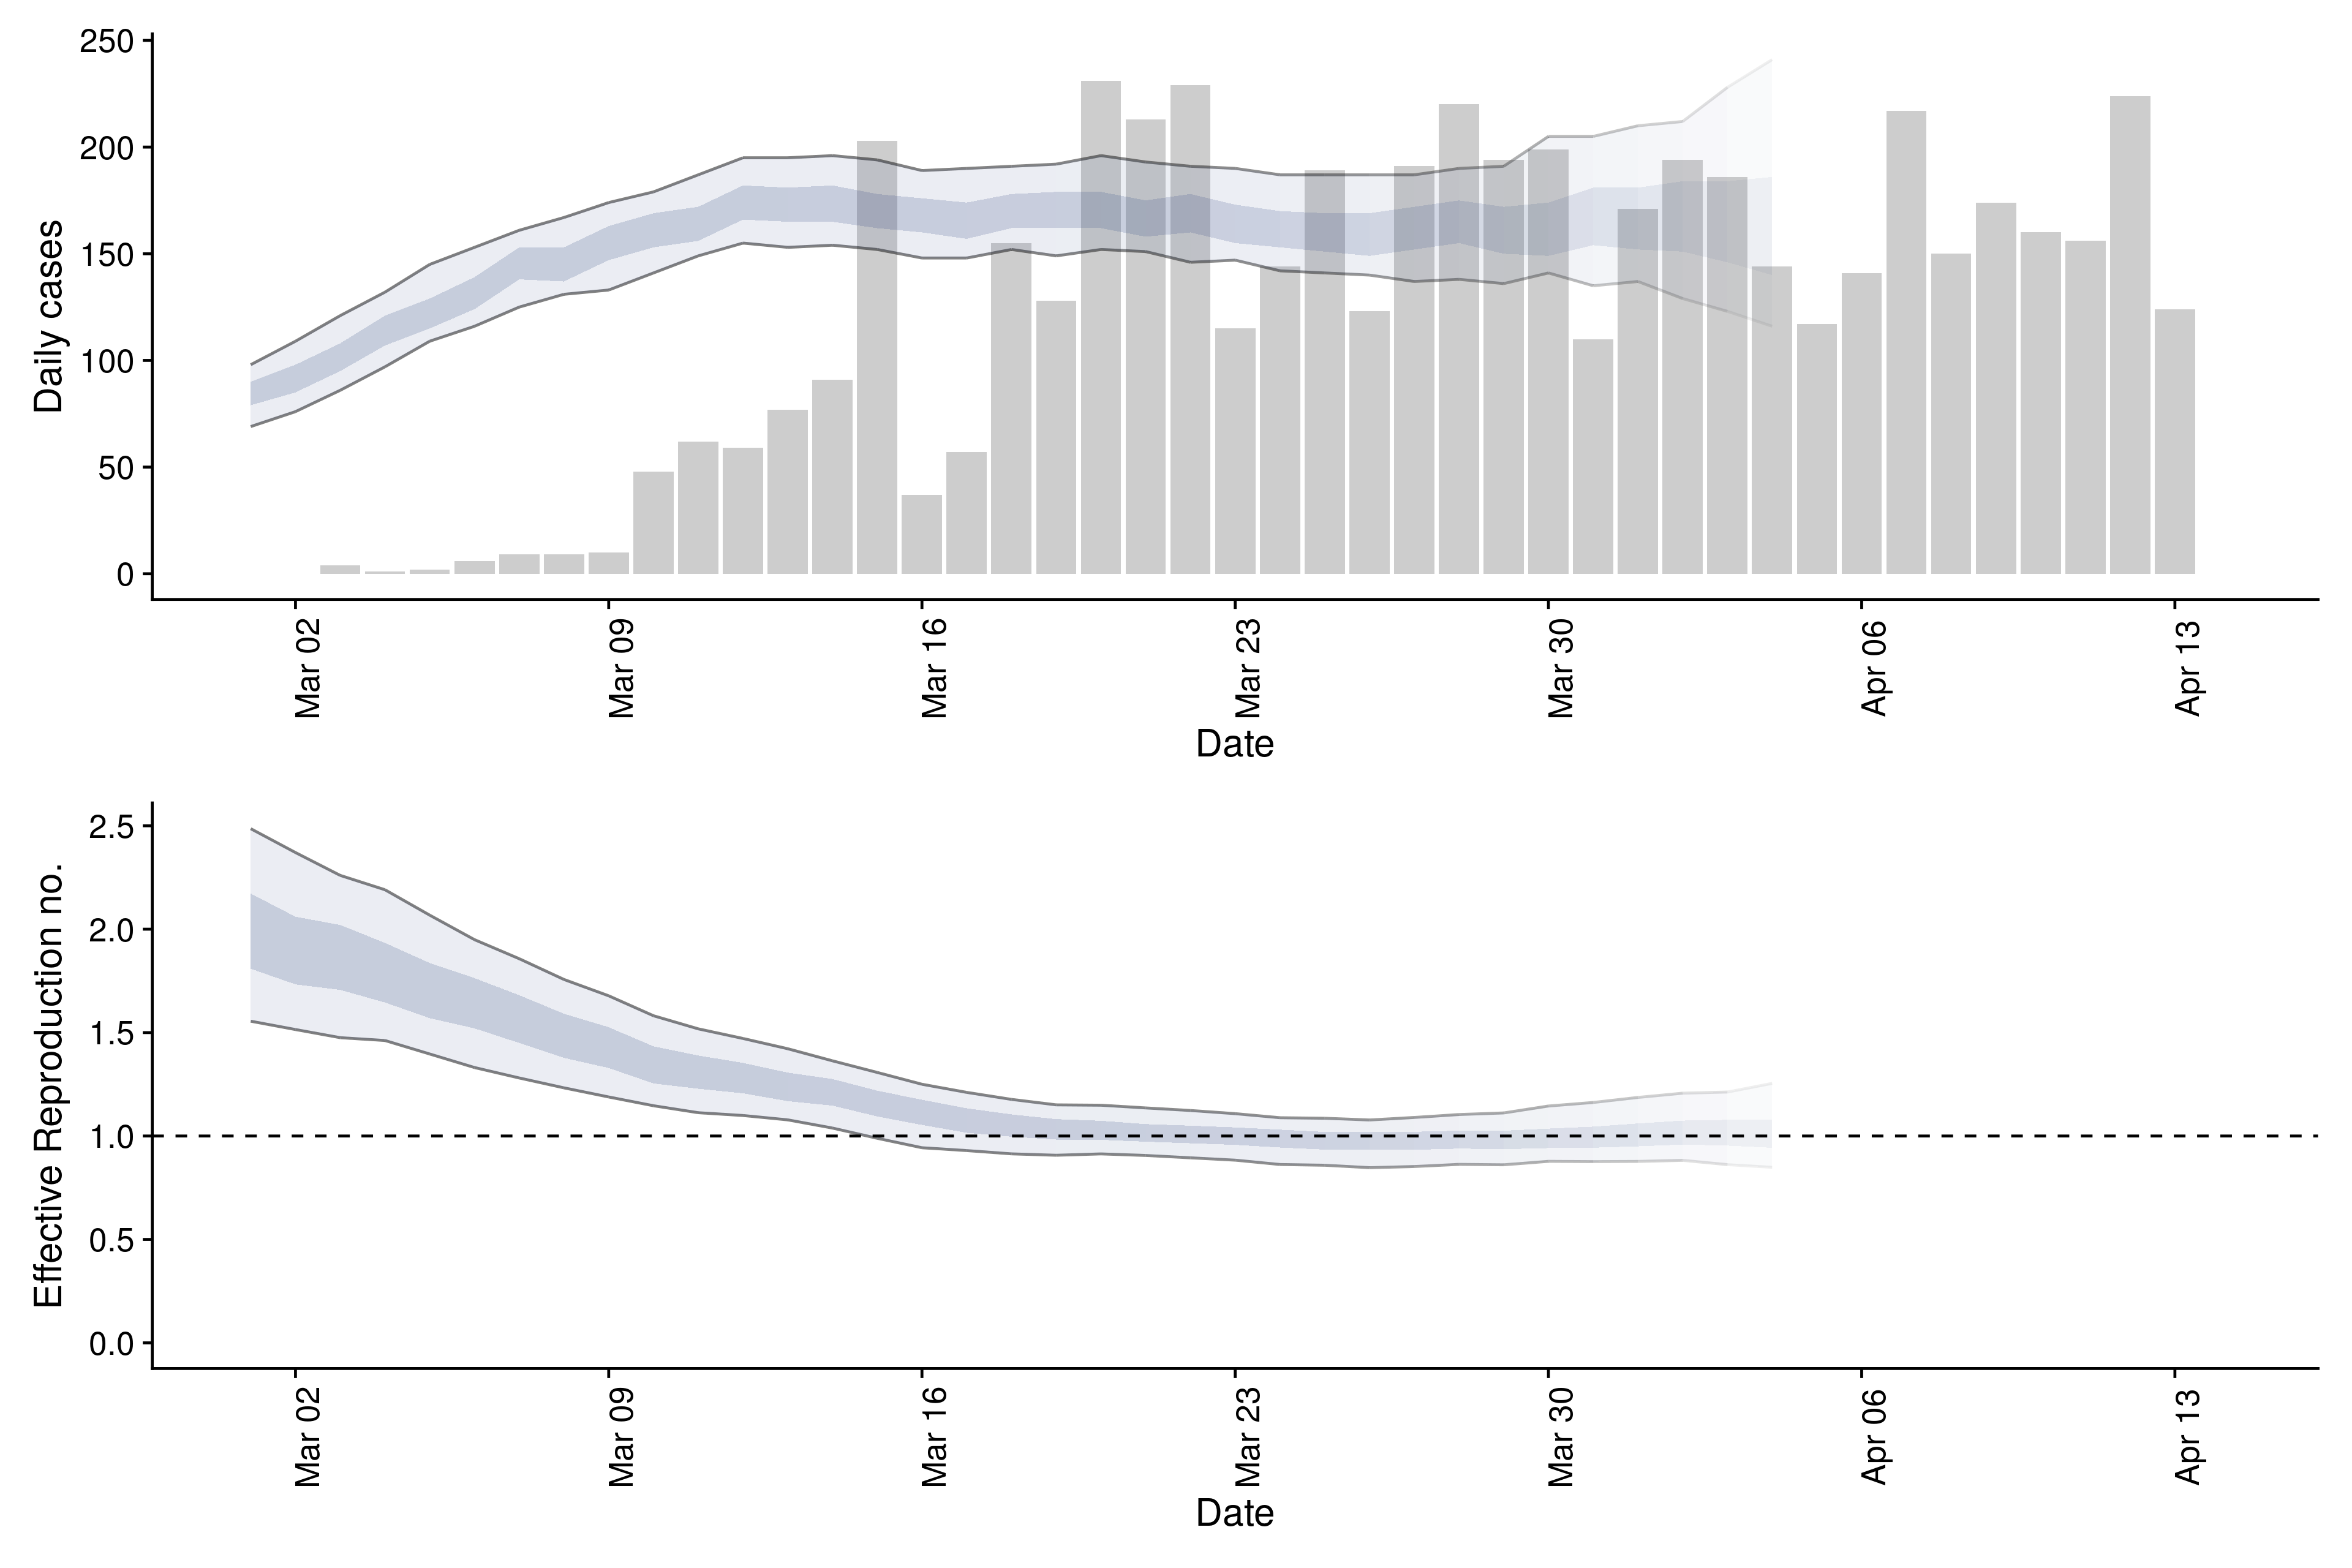 Daily cases
250
200
150
100
50
0
Mar 02
Mar 09
Mar 16
Mar 23
Mar 30
Apr 06
Apr 13
Date
Effective Reproduction no.
2.5
2.0
1.5
1.0
0.5
0.0
Mar 02
Mar 09
Mar 16
Mar 23
Mar 30
Apr 06
Apr 13
Date